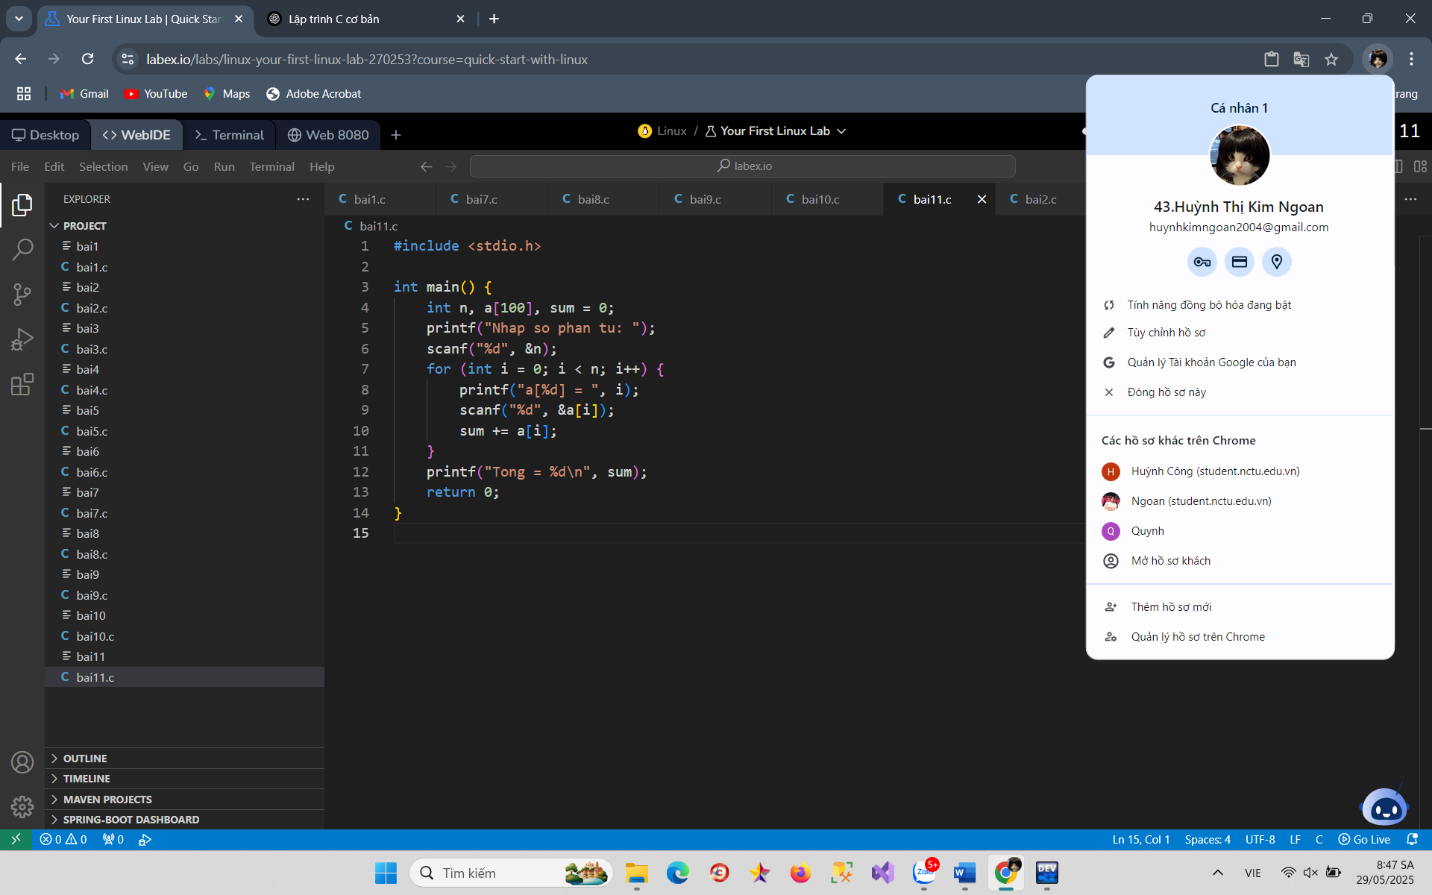 Your First Linux Lab | Quick Star
Lập trình C cơ bản
labex.io/labs/linux-your-first-linux-lab-270253?course=quick-start-with-linux
Gmail
YouTube
Maps
Adobe Acrobat
trang
Desktop
WebIDE
Terminal
Web 8080
Linux / Your First Linux Lab
11
File Edit Selection View Go Run Terminal Help
labex.io
EXPLORER
PROJECT
bai1
bai1.c
bai2
bai2.c
bai3
bai3.c
bai4
bai4.c
bai5
bai5.c
bai6
bai6.c
bai7
bai7.c
bai8
bai8.c
bai9
bai9.c
bai10
bai10.c
bai11
bai11.c
OUTLINE
TIMELINE
MAVEN PROJECTS
SPRING-BOOT DASHBOARD
bai1.c
bai7.c
bai8.c
bai9.c
bai10.c
bai11.c
bai2.c
bai11.c
1 #include <stdio.h>
2
3 int main() {
4 int n, a[100], sum = 0;
5 printf("Nhap so phan tu: ");
6 scanf("%d", &n);
7 for (int i = 0; i < n; i++) {
8 printf("a[%d] = ", i);
9 scanf("%d", &a[i]);
10 sum += a[i];
11 }
12 printf("Tong = %d\n", sum);
13 return 0;
14 }
15
Cá nhân 1
43.Huỳnh Thị Kim Ngoan
huynhkimngoan2004@gmail.com
Tính năng đồng bộ hóa đang bật
Tùy chỉnh hồ sơ
Quản lý Tài khoản Google của bạn
Đóng hồ sơ này
Các hồ sơ khác trên Chrome
H Huỳnh Công (student.nctu.edu.vn)
Ngoan (student.nctu.edu.vn)
Q Quynh
Mở hồ sơ khách
Thêm hồ sơ mới
Quản lý hồ sơ trên Chrome
0 0 0
Ln 15, Col 1 Spaces: 4 UTF-8 LF C Go Live
Tìm kiếm
Zalo
5+
W
DEV
VIE
8:47 SA
29/05/2025